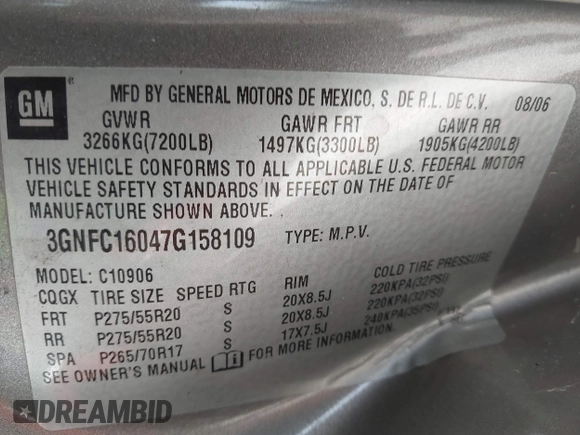 GM
MFD BY GENERAL MOTORS DE MEXICO, S. DE R.L. DE C.V. 08/06
GVWR GAWR FRT GAWR RR
3266KG(7200LB) 1497KG(3300LB) 1905KG(4200LB)
THIS VEHICLE CONFORMS TO ALL APPLICABLE U.S. FEDERAL MOTOR
VEHICLE SAFETY STANDARDS IN EFFECT ON THE DATE OF
MANUFACTURE SHOWN ABOVE.
3GNFC16047G158109 TYPE: M.P.V.
MODEL: C10906
CQGX TIRE SIZE SPEED RTG RIM COLD TIRE PRESSURE
FRT P275/55R20 S 20X8.5J 220KPA(32PSI)
RR P275/55R20 S 20X8.5J 220KPA(32PSI)
SPA P265/70R17 S 17X7.5J 240KPA(35PSI)
SEE OWNER'S MANUAL FOR MORE INFORMATION.
DREAMBID